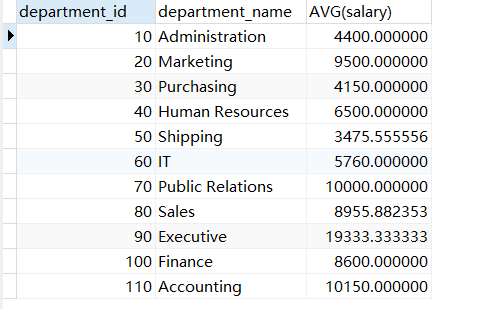 department_id department_name AVG(salary)
10 Administration 4400.000000
20 Marketing 9500.000000
30 Purchasing 4150.000000
40 Human Resources 6500.000000
50 Shipping 3475.555556
60 IT 5760.000000
70 Public Relations 10000.000000
80 Sales 8955.882353
90 Executive 19333.333333
100 Finance 8600.000000
110 Accounting 10150.000000